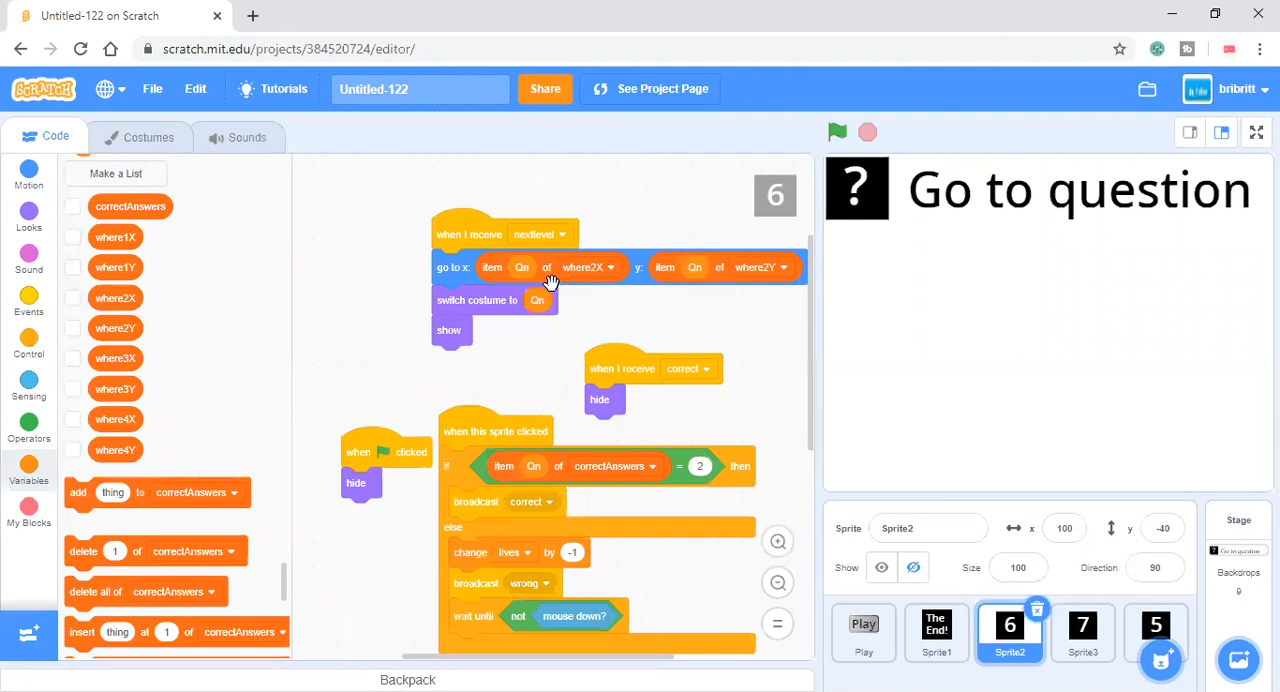 Untitled-122 on Scratch
scratch.mit.edu/projects/384520724/editor/
SCRATCH
File
Edit
Tutorials
Untitled-122
Share
See Project Page
bribritt
Code
Costumes
Sounds
Motion
Looks
Sound
Events
Control
Sensing
Operators
Variables
My Blocks
Make a List
correctAnswers
where1X
where1Y
where2X
where2Y
where3X
where3Y
where4X
where4Y
add thing to correctAnswers
delete 1 of correctAnswers
delete all of correctAnswers
insert thing at 1 of correctAnswers
6
when I receive nextlevel
go to x: item Qn of where2X y: item Qn of where2Y
switch costume to Qn
show
when I receive correct
hide
when clicked
hide
when this sprite clicked
if item Qn of correctAnswers = 2 then
broadcast correct
else
change lives by -1
broadcast wrong
wait until not mouse down?
Backpack
? Go to question
Sprite Sprite2 x 100 y -40
Show Size 100 Direction 90
Play
Play
The End!
Sprite1
6
Sprite2
7
Sprite3
5
Stage
? Go to question
Backdrops
9